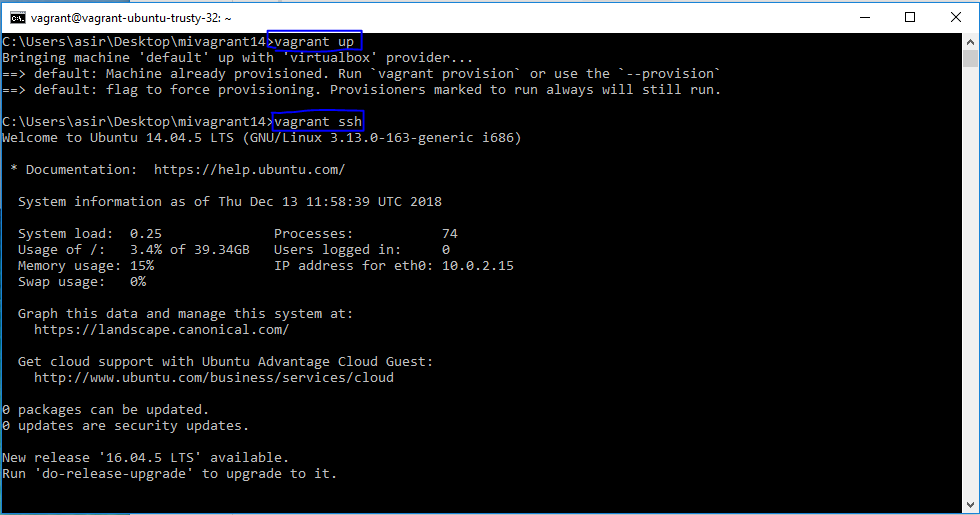 vagrant@vagrant-ubuntu-trusty-32: ~
C:\Users\asir\Desktop\mivagrant14>vagrant up
Bringing machine 'default' up with 'virtualbox' provider...
==> default: Machine already provisioned. Run `vagrant provision` or use the `--provision`
==> default: flag to force provisioning. Provisioners marked to run always will still run.
C:\Users\asir\Desktop\mivagrant14>vagrant ssh
Welcome to Ubuntu 14.04.5 LTS (GNU/Linux 3.13.0-163-generic i686)
* Documentation:  https://help.ubuntu.com/
System information as of Thu Dec 13 11:58:39 UTC 2018
System load:  0.25              Processes:           74
Usage of /:   3.4% of 39.34GB   Users logged in:     0
Memory usage: 15%               IP address for eth0: 10.0.2.15
Swap usage:   0%
Graph this data and manage this system at:
https://landscape.canonical.com/
Get cloud support with Ubuntu Advantage Cloud Guest:
http://www.ubuntu.com/business/services/cloud
0 packages can be updated.
0 updates are security updates.
New release '16.04.5 LTS' available.
Run 'do-release-upgrade' to upgrade to it.